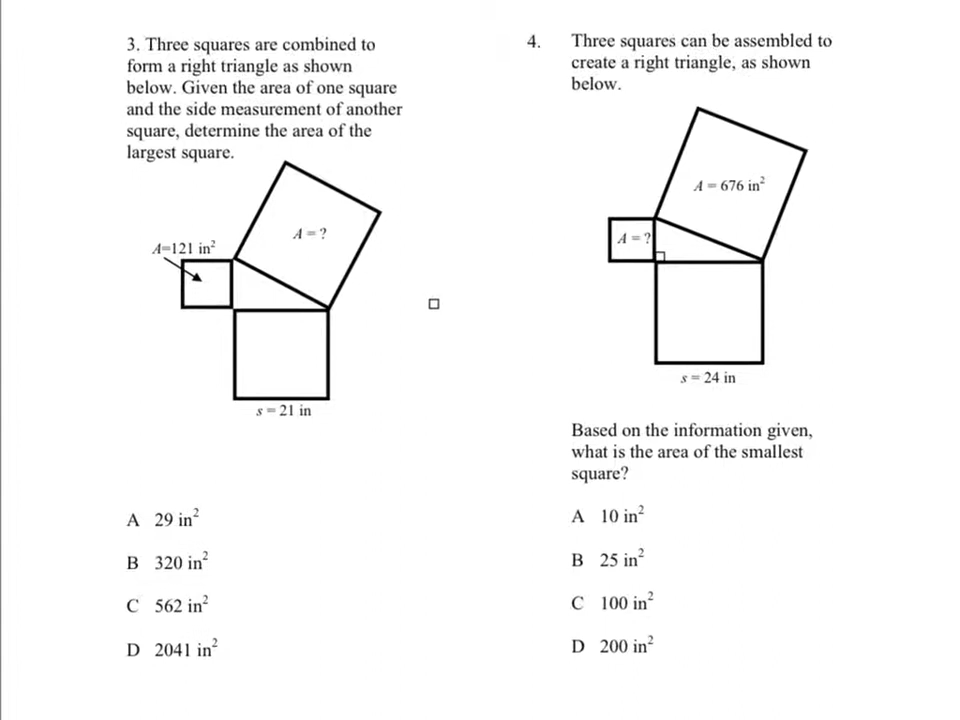 3. Three squares are combined to
form a right triangle as shown
below. Given the area of one square
and the side measurement of another
square, determine the area of the
largest square.
A = ?
A=121 in²
s = 21 in
A 29 in²
B 320 in²
C 562 in²
D 2041 in²
4. Three squares can be assembled to
create a right triangle, as shown
below.
A = 676 in²
A = ?
s = 24 in
Based on the information given,
what is the area of the smallest
square?
A 10 in²
B 25 in²
C 100 in²
D 200 in²